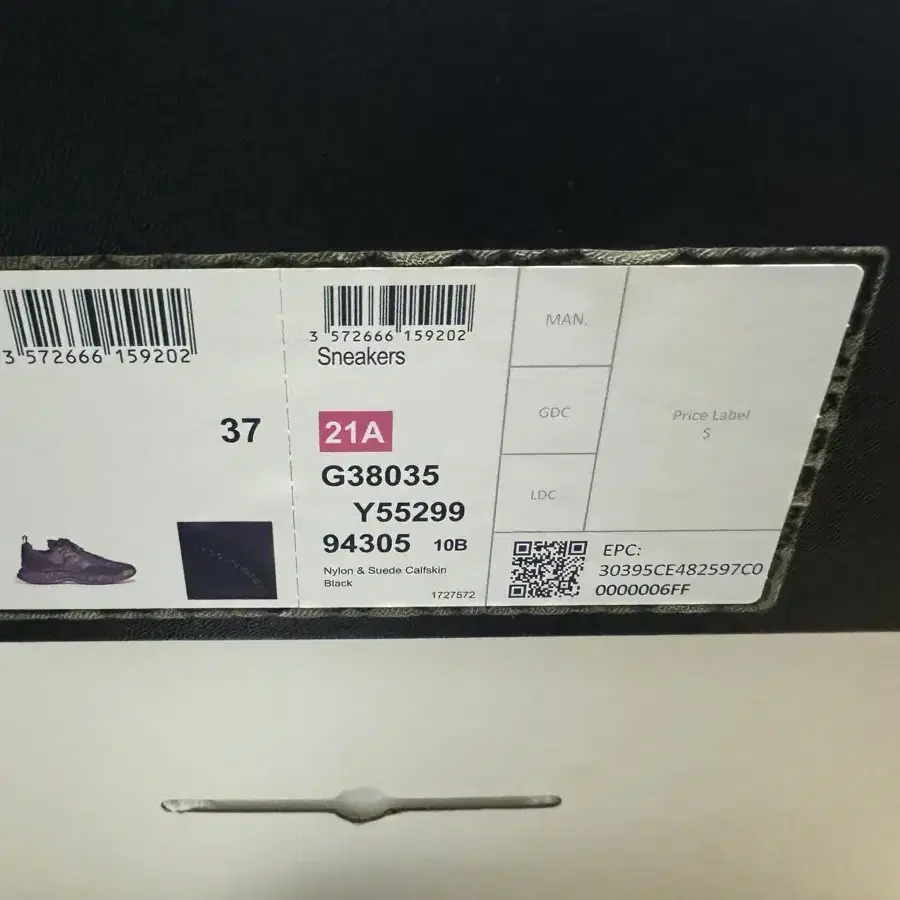 3 572666 159202
37
3 572666 159202
Sneakers
21A
G38035
Y55299
94305 10B
Nylon & Suede Calfskin
Black
1727572
MAN.
GDC
LDC
Price Label
$
EPC:
30395CE482597C0
0000006FF